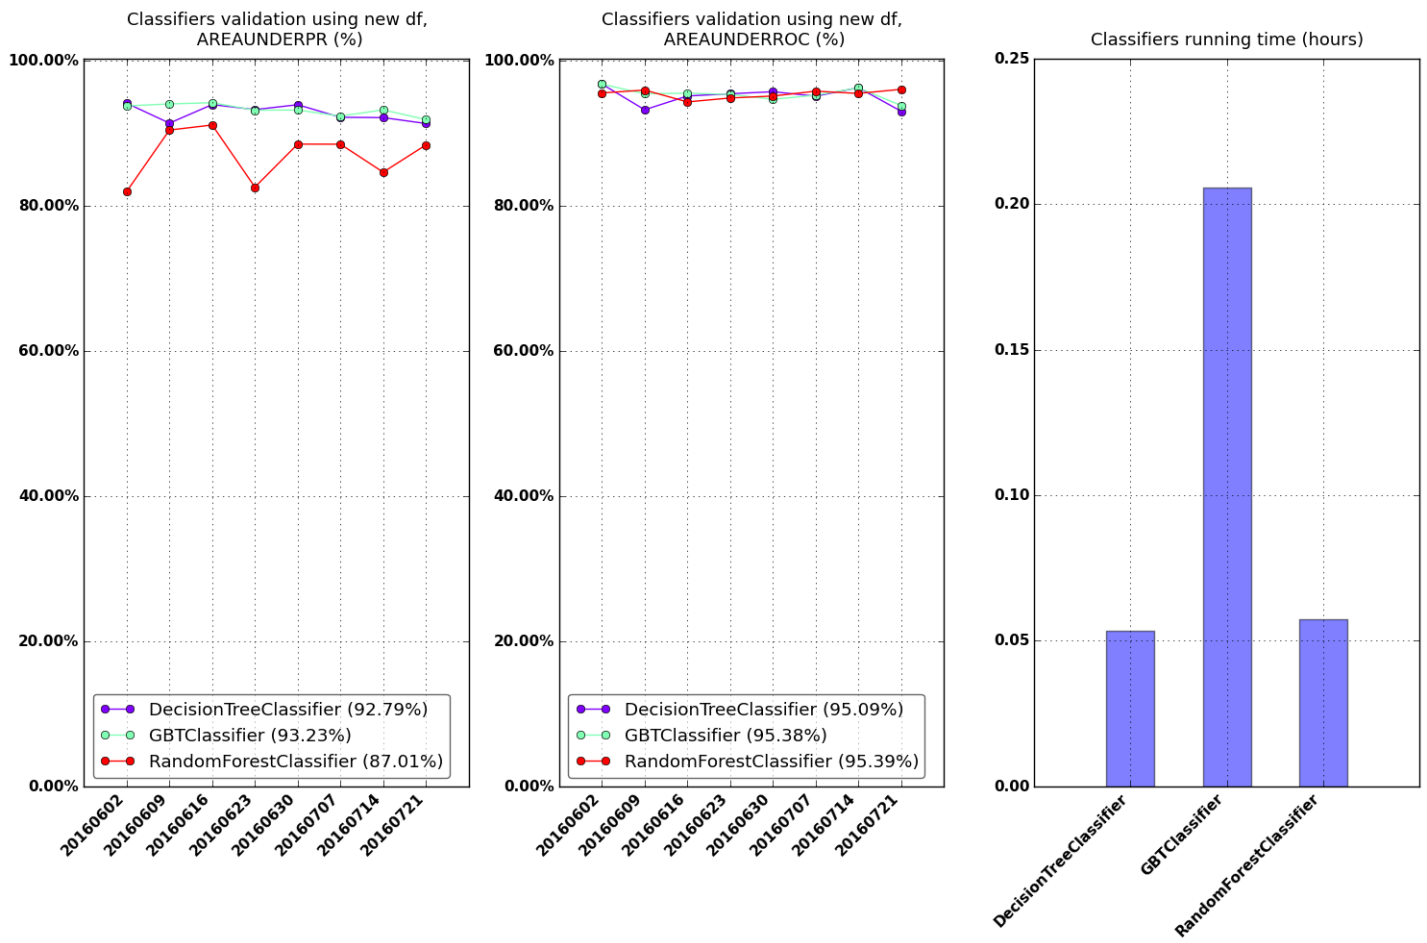 Classifiers validation using new df,
AREAUNDERPR (%)
100.00%
80.00%
60.00%
40.00%
20.00%
0.00%
DecisionTreeClassifier (92.79%)
GBTClassifier (93.23%)
RandomForestClassifier (87.01%)
20160602
20160609
20160616
20160623
20160630
20160707
20160714
20160721
Classifiers validation using new df,
AREAUNDERROC (%)
100.00%
80.00%
60.00%
40.00%
20.00%
0.00%
DecisionTreeClassifier (95.09%)
GBTClassifier (95.38%)
RandomForestClassifier (95.39%)
20160602
20160609
20160616
20160623
20160630
20160707
20160714
20160721
Classifiers running time (hours)
0.25
0.20
0.15
0.10
0.05
0.00
DecisionTreeClassifier
GBTClassifier
RandomForestClassifier